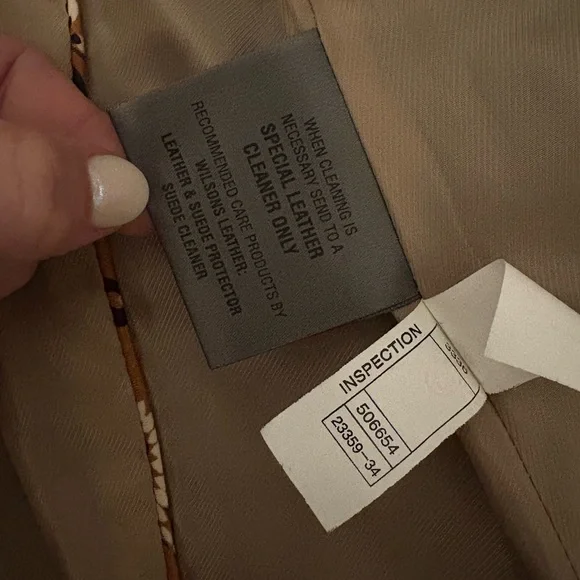 WHEN CLEANING IS
NECESSARY SEND TO A
SPECIAL LEATHER
CLEANER ONLY
RECOMMENDED CARE PRODUCTS BY
WILSONS LEATHER:
LEATHER & SUEDE PROTECTOR
SUEDE CLEANER
INSPECTION
506654
23359-34
3330